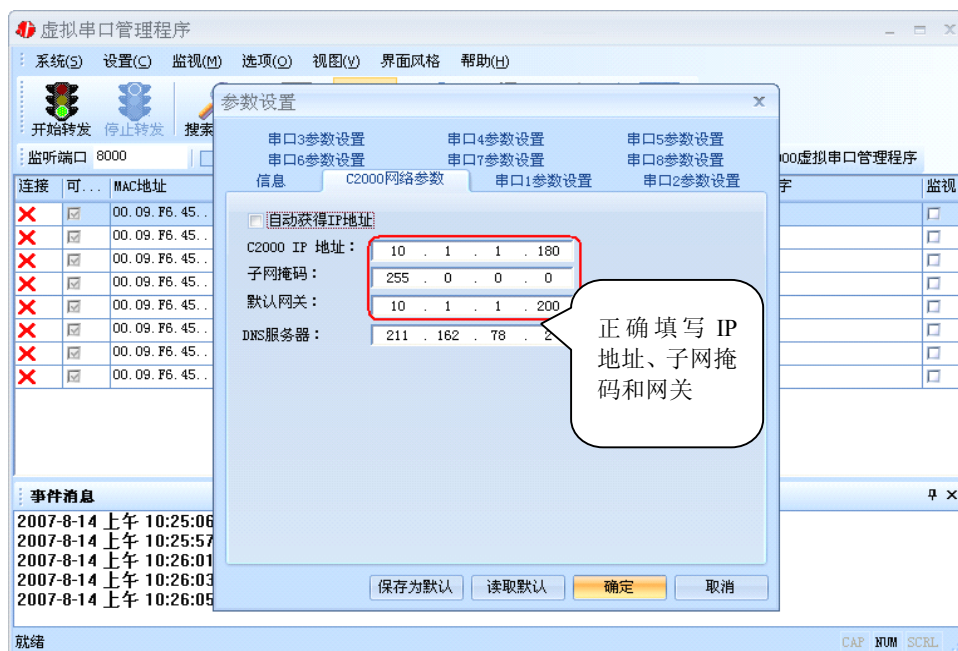 虚拟串口管理程序
系统(S) 设置(C) 监视(M) 选项(O) 视图(V) 界面风格 帮助(H)
开始转发 停止转发 搜索
监听端口 8000
00虚拟串口管理程序
连接 可... MAC地址 字 监视
00.09.F6.45..
00.09.F6.45..
00.09.F6.45..
00.09.F6.45..
00.09.F6.45..
00.09.F6.45..
00.09.F6.45..
00.09.F6.45..
参数设置
串口3参数设置 串口4参数设置 串口5参数设置
串口6参数设置 串口7参数设置 串口8参数设置
信息 C2000网络参数 串口1参数设置 串口2参数设置
自动获得IP地址
C2000 IP 地址: 10 . 1 . 1 . 180
子网掩码: 255 . 0 . 0 . 0
默认网关: 10 . 1 . 1 . 200
DNS服务器: 211 . 162 . 78 .
正确填写 IP
地址、子网掩
码和网关
保存为默认 读取默认 确定 取消
事件消息
2007-8-14 上午 10:25:06
2007-8-14 上午 10:25:57
2007-8-14 上午 10:26:01
2007-8-14 上午 10:26:03
2007-8-14 上午 10:26:05
就绪
CAP NUM SCRL